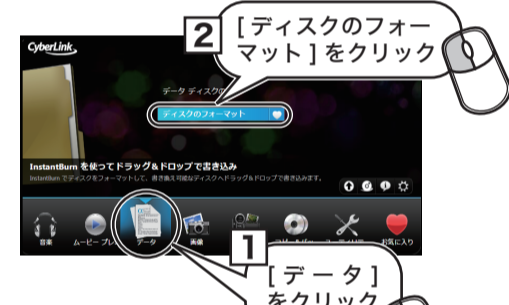 2
[ディスクのフォー
マット]をクリック
CyberLink
データ ディスクの
ディスクのフォーマット
InstantBurn を使ってドラッグ&ドロップで書き込み
InstantBurn でディスクをフォーマットして、書き換え可能なディスクへドラッグ&ドロップで書き込みます。
音楽
ムービー プレ
データ
画像
お気に入り
1
[データ]
をクリック